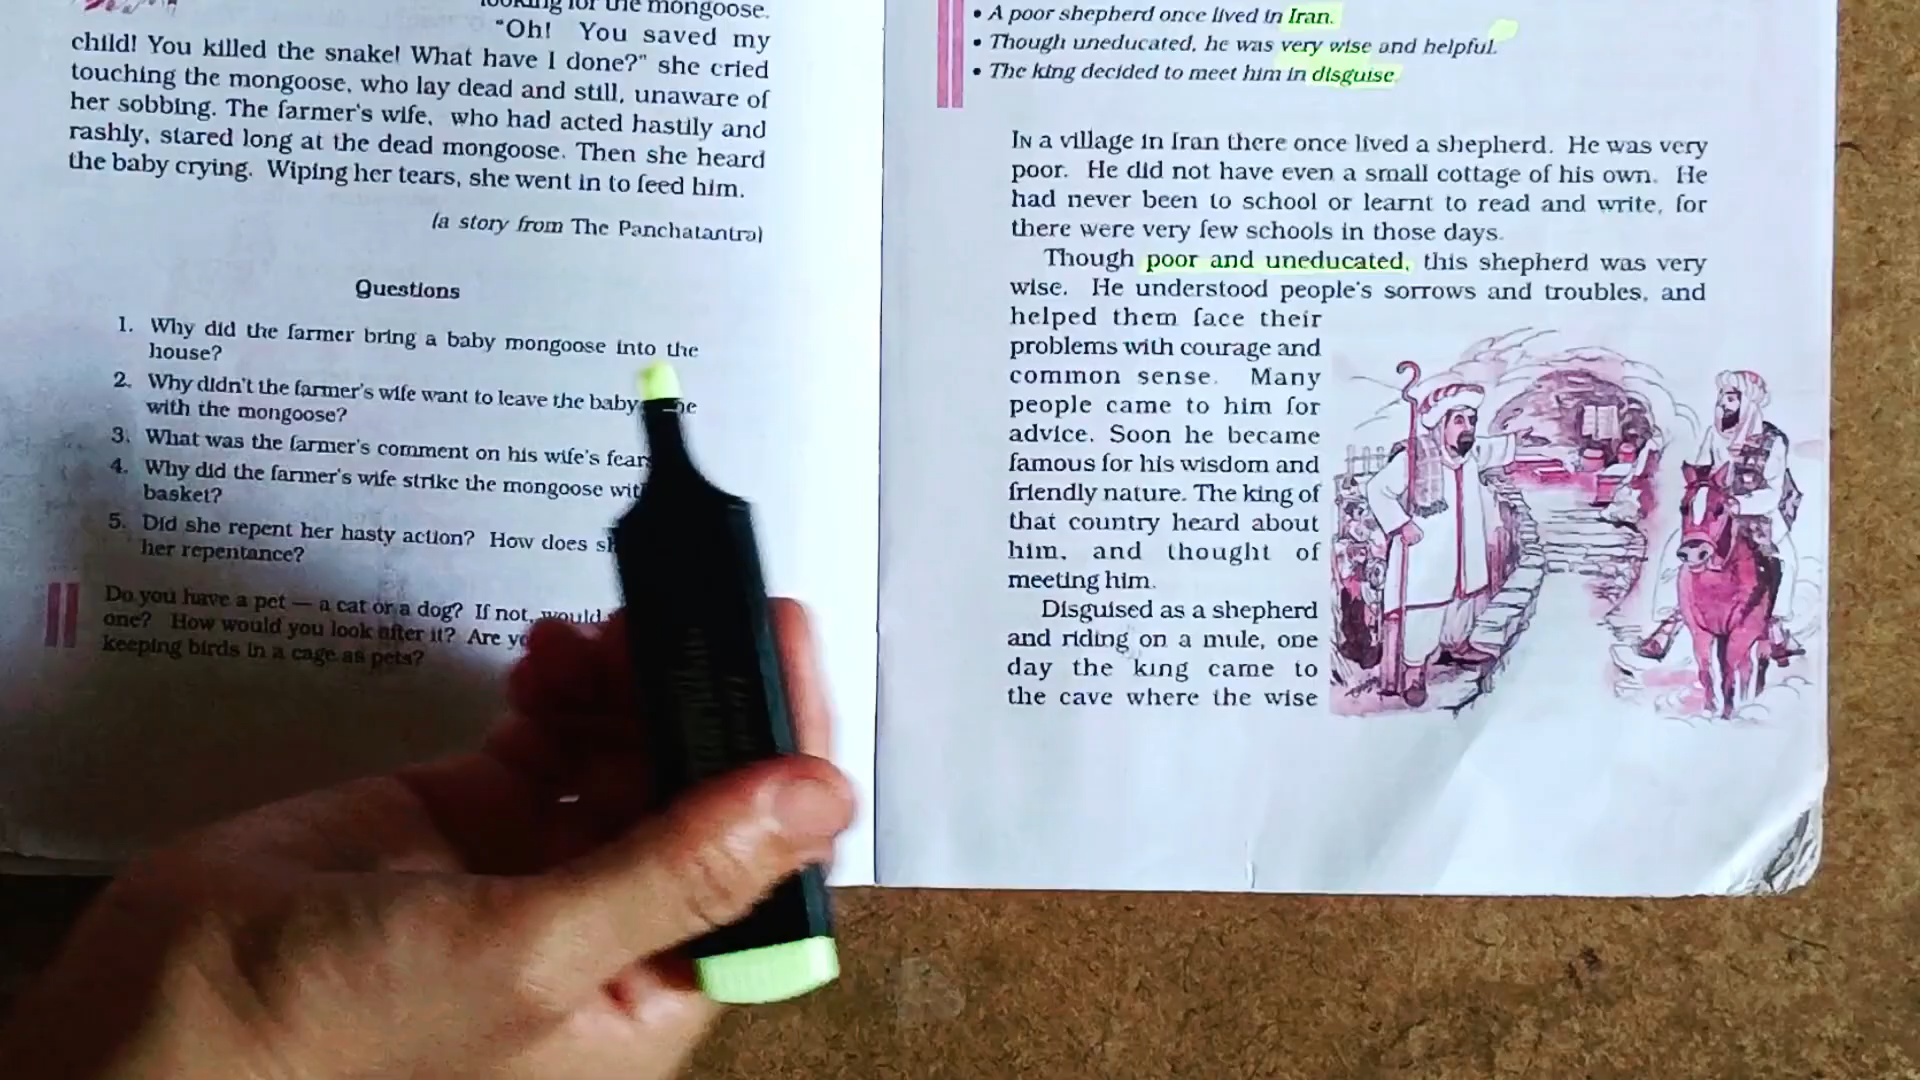 looking for the mongoose.
"Oh! You saved my
child! You killed the snake! What have I done?" she cried
touching the mongoose, who lay dead and still, unaware of
her sobbing. The farmer's wife, who had acted hastily and
rashly, stared long at the dead mongoose. Then she heard
the baby crying. Wiping her tears, she went in to feed him.
(a story from The Panchatantra)
Questions
1. Why did the farmer bring a baby mongoose into the
house?
2. Why didn't the farmer's wife want to leave the baby
with the mongoose?
3. What was the farmer's comment on his wife's
4. Why did the farmer's wife strike the mongoose
basket?
5. Did she repent her hasty action? How does
her repentance?
Do you have a pet — a cat or a dog? If not, would
one? How would you look after it? Are
keeping birds in a cage as pets?
• A poor shepherd once lived in Iran.
• Though uneducated, he was very wise and helpful.
• The king decided to meet him in disguise.
IN a village in Iran there once lived a shepherd. He was very
poor. He did not have even a small cottage of his own. He
had never been to school or learnt to read and write, for
there were very few schools in those days.
Though poor and uneducated, this shepherd was very
wise. He understood people's sorrows and troubles, and
helped them face their
problems with courage and
common sense. Many
people came to him for
advice. Soon he became
famous for his wisdom and
friendly nature. The king of
that country heard about
him, and thought of
meeting him.
Disguised as a shepherd
and riding on a mule, one
day the king came to
the cave where the wise